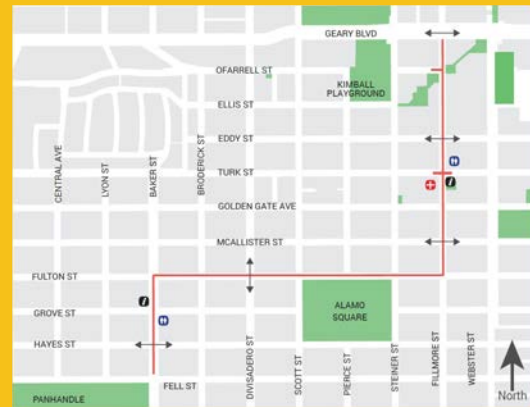 GEARY BLVD
OFARRELL ST
KIMBALL
PLAYGROUND
ELLIS ST
EDDY ST
TURK ST
CENTRAL AVE
LYON ST
BAKER ST
BRODERICK ST
GOLDEN GATE AVE
MCALLISTER ST
FULTON ST
GROVE ST
HAYES ST
ALAMO
SQUARE
DIVISADERO ST
SCOTT ST
PIERCE ST
STEINER ST
FILLMORE ST
WEBSTER ST
FELL ST
PANHANDLE
North
i
i